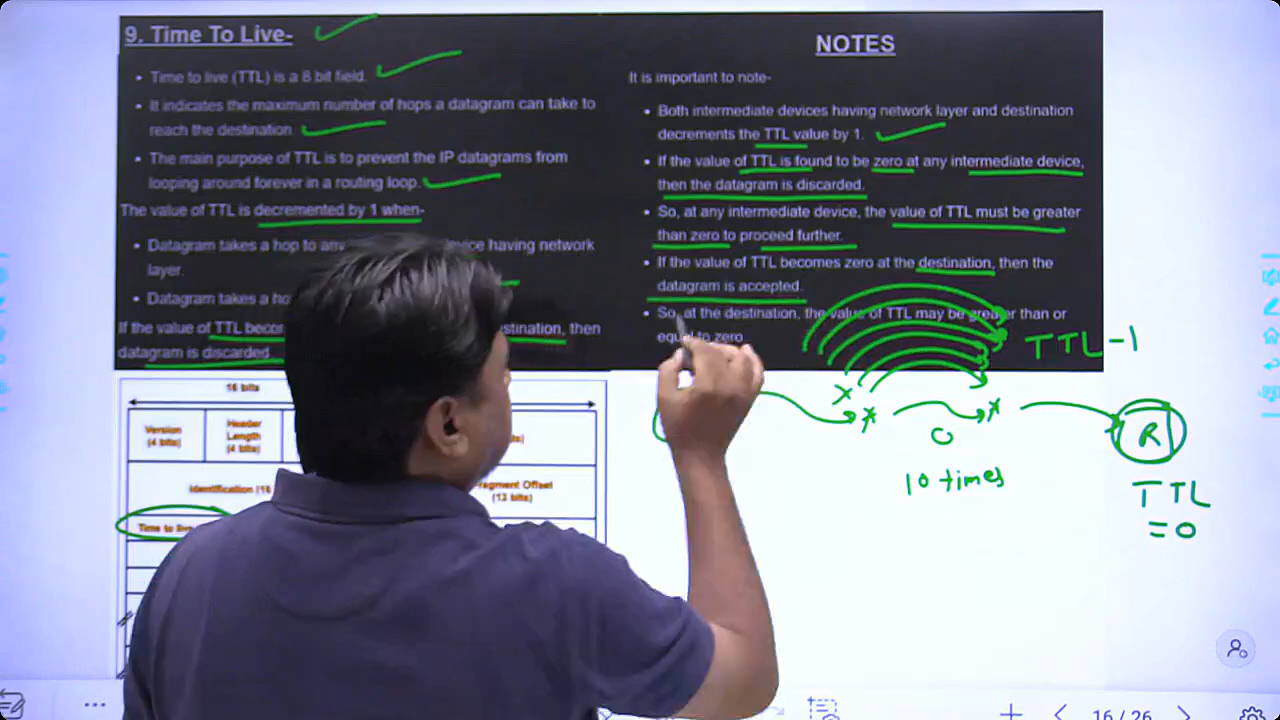 9. Time To Live-
• Time to live (TTL) is a 8 bit field.
• It indicates the maximum number of hops a datagram can take to
reach the destination.
• The main purpose of TTL is to prevent the IP datagrams from
looping around forever in a routing loop.
The value of TTL is decremented by 1 when-
• Datagram takes a hop to any device having network
layer.
• Datagram takes a
If the value of TTL destination, then
datagram is discarded
NOTES
It is important to note-
• Both intermediate devices having network layer and destination
decrements the TTL value by 1.
• If the value of TTL is found to be zero at any intermediate device,
then the datagram is discarded.
• So, at any intermediate device, the value of TTL must be greater
than zero to proceed further.
• If the value of TTL becomes zero at the destination, then the
datagram is accepted.
• So, at the destination, the value of TTL may be greater than or
equal to zero.
TTL-1
R
0
10 times
TTL
=0
16 bits
Version
(4 bits)
Header
Length
(4 bits)
Identification
Fragment Offset
(13 bits)
Time to
16 / 26